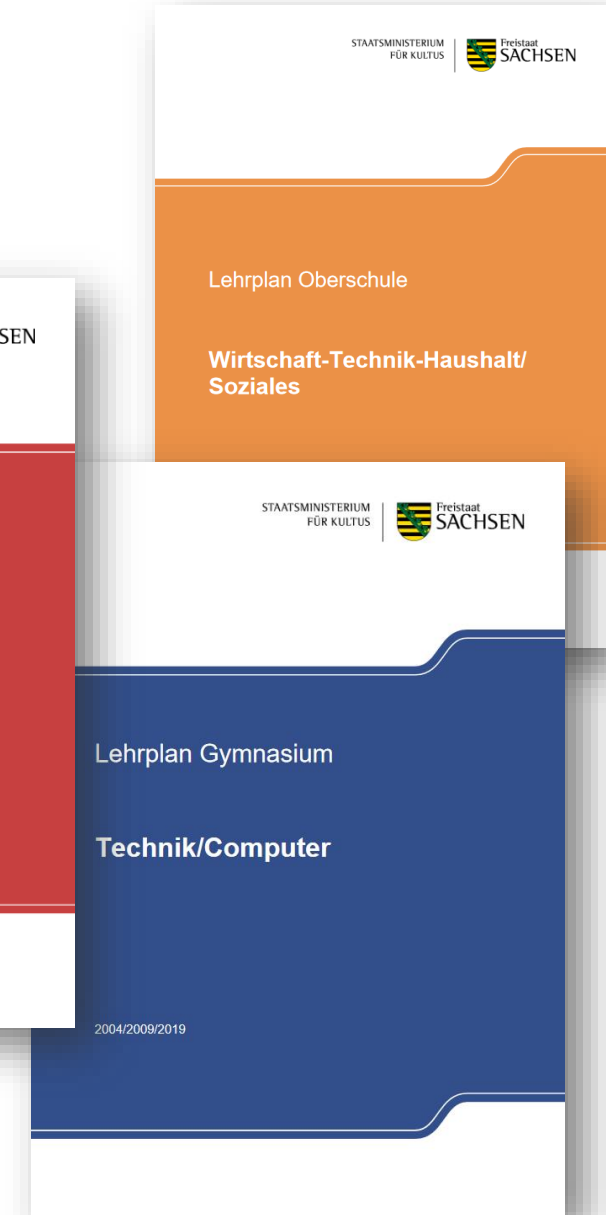 STAATSMINISTERIUM
FÜR KULTUS
Freistaat
SACHSEN
Lehrplan Oberschule
Wirtschaft-Technik-Haushalt/
Soziales
SEN
STAATSMINISTERIUM
FÜR KULTUS
Freistaat
SACHSEN
Lehrplan Gymnasium
Technik/Computer
2004/2009/2019